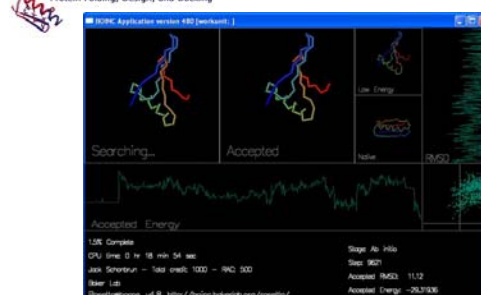 Protein Folding, Design, and Docking
BOINC Application version 480 [workunit: ]
Low Energy
Searching...
Accepted
Native
RMSD
Accepted Energy
1.5% Complete
CPU time: 0 hr 18 min 54 sec
Stage: Ab initio
Jack Schonbrun - Total credit: 1000 - RAC: 500
Step: 9621
Accepted RMSD: 11.12
Baker Lab
Accepted Energy: -29.31936